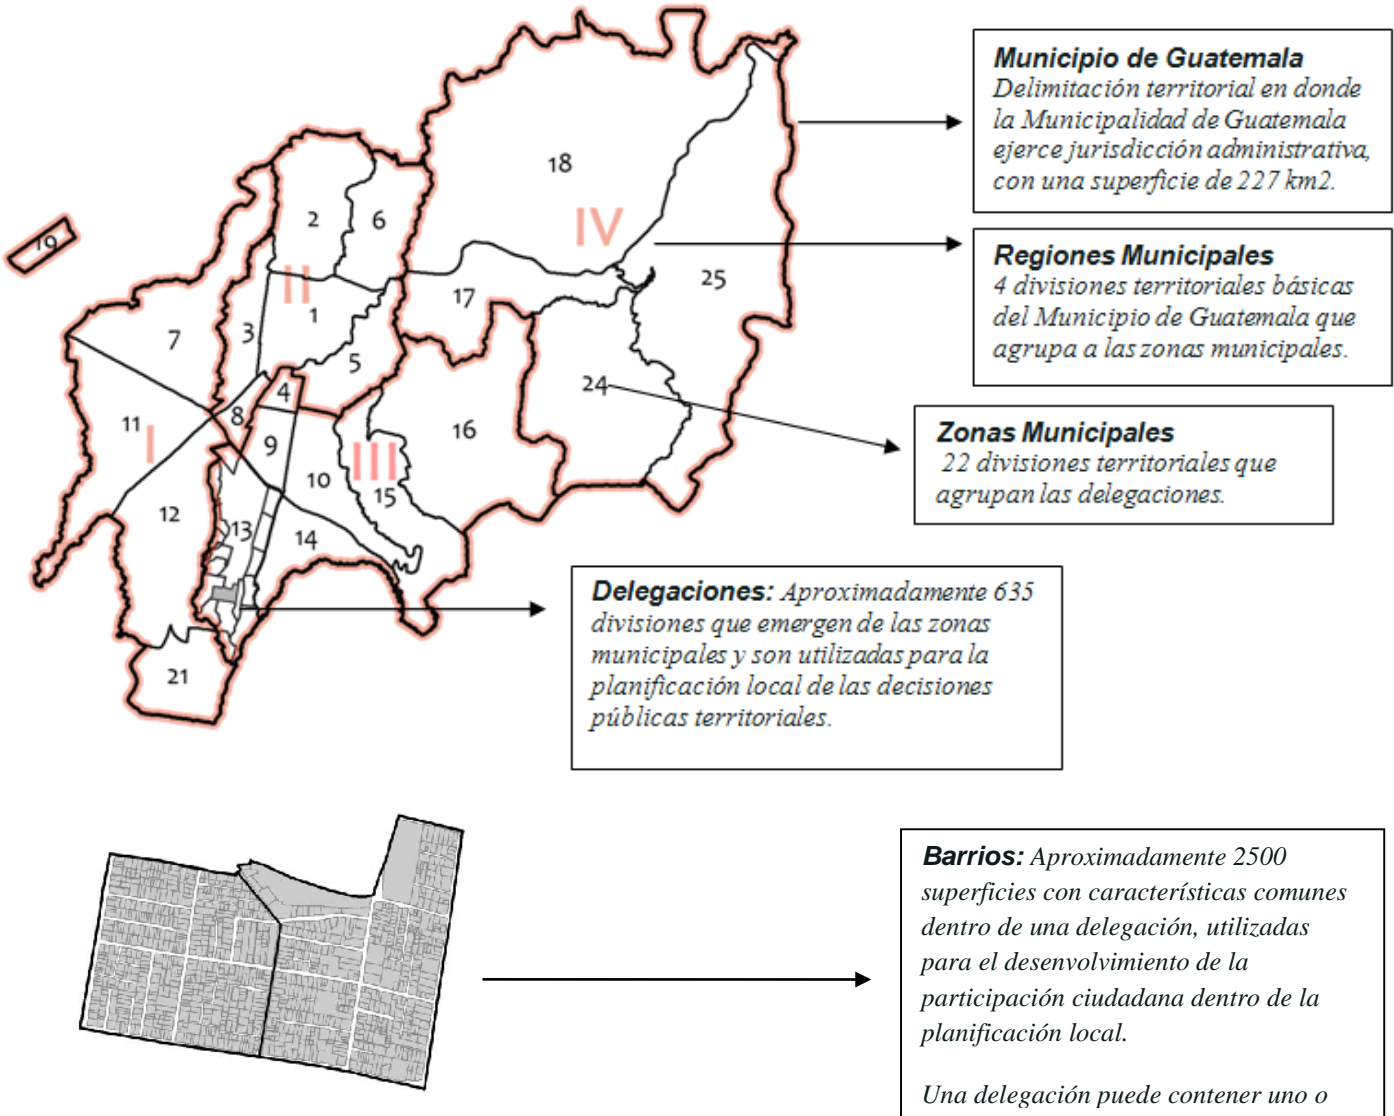 Municipio de Guatemala
Delimitación territorial en donde
la Municipalidad de Guatemala
ejerce jurisdicción administrativa,
con una superficie de 227 km2.
Regiones Municipales
4 divisiones territoriales básicas
del Municipio de Guatemala que
agrupa a las zonas municipales.
Zonas Municipales
22 divisiones territoriales que
agrupan las delegaciones.
Delegaciones: Aproximadamente 635
divisiones que emergen de las zonas
municipales y son utilizadas para la
planificación local de las decisiones
públicas territoriales.
Barrios: Aproximadamente 2500
superficies con características comunes
dentro de una delegación, utilizadas
para el desenvolvimiento de la
participación ciudadana dentro de la
planificación local.
Una delegación puede contener uno o
18
2
6
IV
19
25
II
17
1
7
3
5
24
4
8
11
I
16
9
III
10
15
12
13
14
21